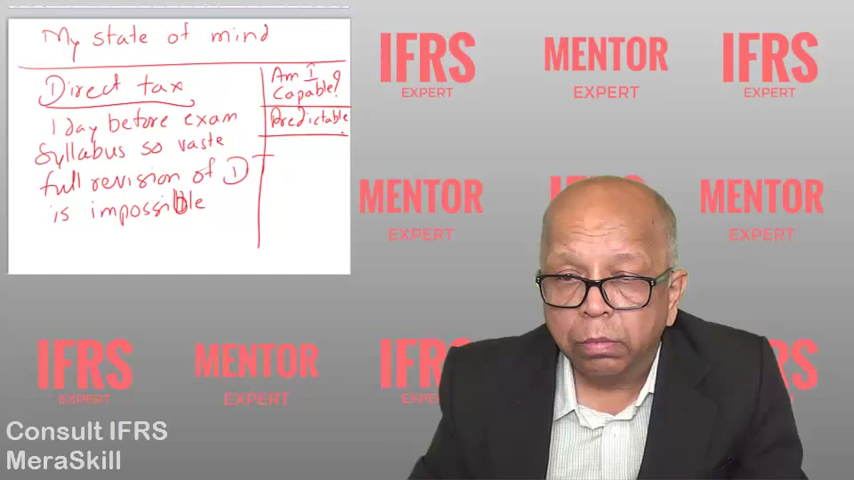 My state of mind
Direct tax
1 day before exam
Syllabus so vaste
full revision of DT
is impossible
Am I
Capable?
Predictable
IFRS
EXPERT
MENTOR
EXPERT
IFRS
EXPERT
MENTOR
EXPERT
MENTOR
EXPERT
IFRS
EXPERT
MENTOR
EXPERT
IFRS
EXPERT
Consult IFRS
MeraSkill